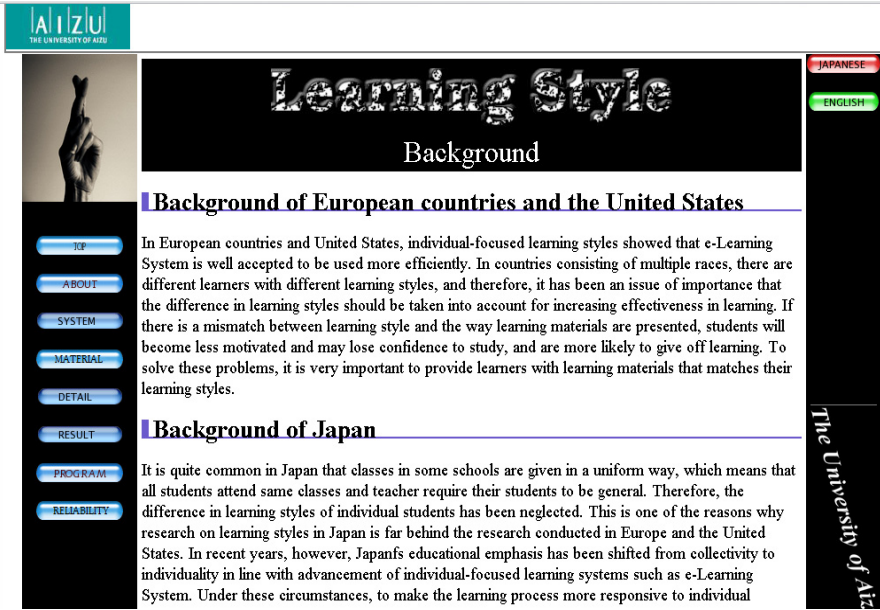 AIZU
THE UNIVERSITY OF AIZU
JAPANESE
ENGLISH
Learning Style
Background
TOP
ABOUT
SYSTEM
MATERIAL
DETAIL
RESULT
PROGRAM
RELIABILITY
Background of European countries and the United States
In European countries and United States, individual-focused learning styles showed that e-Learning
System is well accepted to be used more efficiently. In countries consisting of multiple races, there are
different learners with different learning styles, and therefore, it has been an issue of importance that
the difference in learning styles should be taken into account for increasing effectiveness in learning. If
there is a mismatch between learning style and the way learning materials are presented, students will
become less motivated and may lose confidence to study, and are more likely to give off learning. To
solve these problems, it is very important to provide learners with learning materials that matches their
learning styles.
Background of Japan
It is quite common in Japan that classes in some schools are given in a uniform way, which means that
all students attend same classes and teacher require their students to be general. Therefore, the
difference in learning styles of individual students has been neglected. This is one of the reasons why
research on learning styles in Japan is far behind the research conducted in Europe and the United
States. In recent years, however, Japanfs educational emphasis has been shifted from collectivity to
individuality in line with advancement of individual-focused learning systems such as e-Learning
System. Under these circumstances, to make the learning process more responsive to individual
The University of Aiz